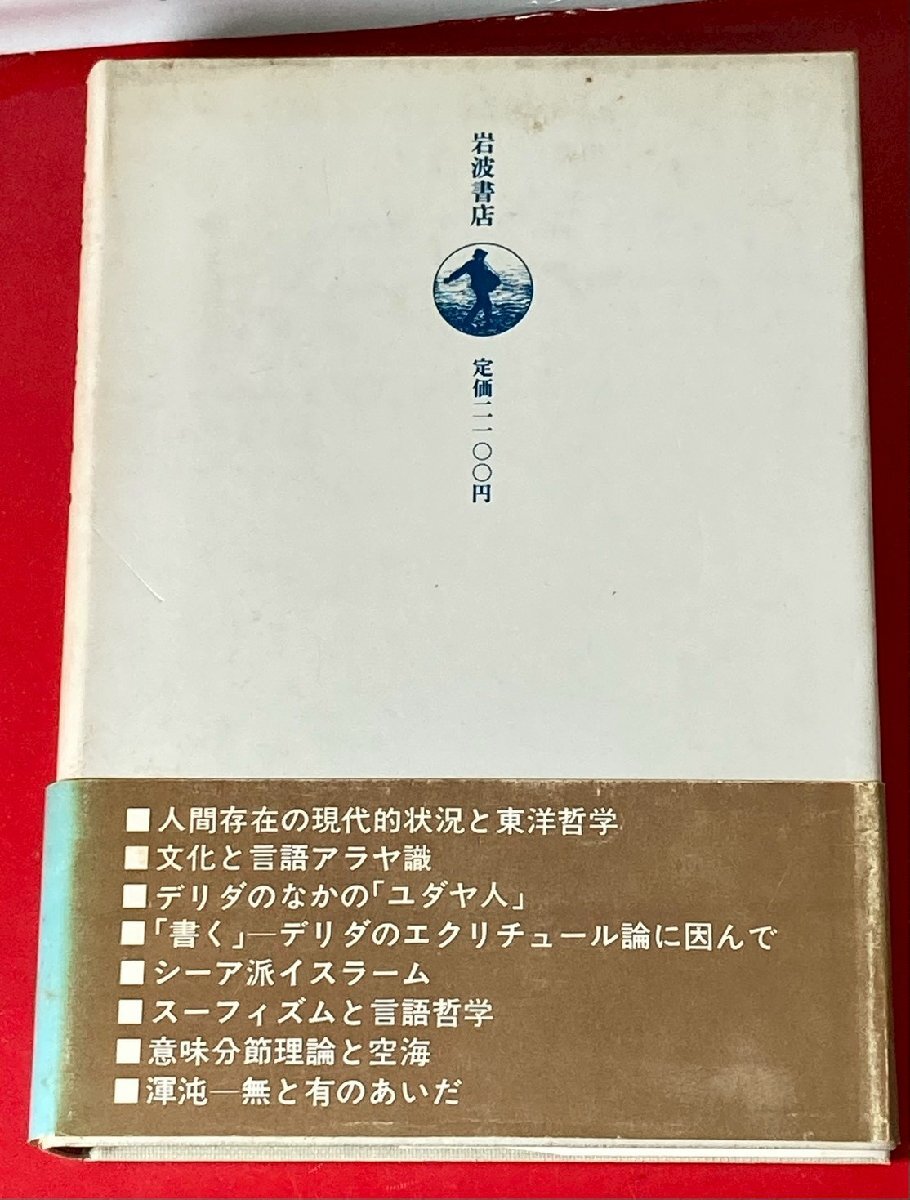 岩波書店
定価二一〇〇円
■人間存在の現代的状況と東洋哲学
■文化と言語アラヤ識
■デリダのなかの「ユダヤ人」
■「書く」―デリダのエクリチュール論に因んで
■シーア派イスラーム
■スーフィズムと言語哲学
■意味分節理論と空海
■渾沌―無と有のあいだ